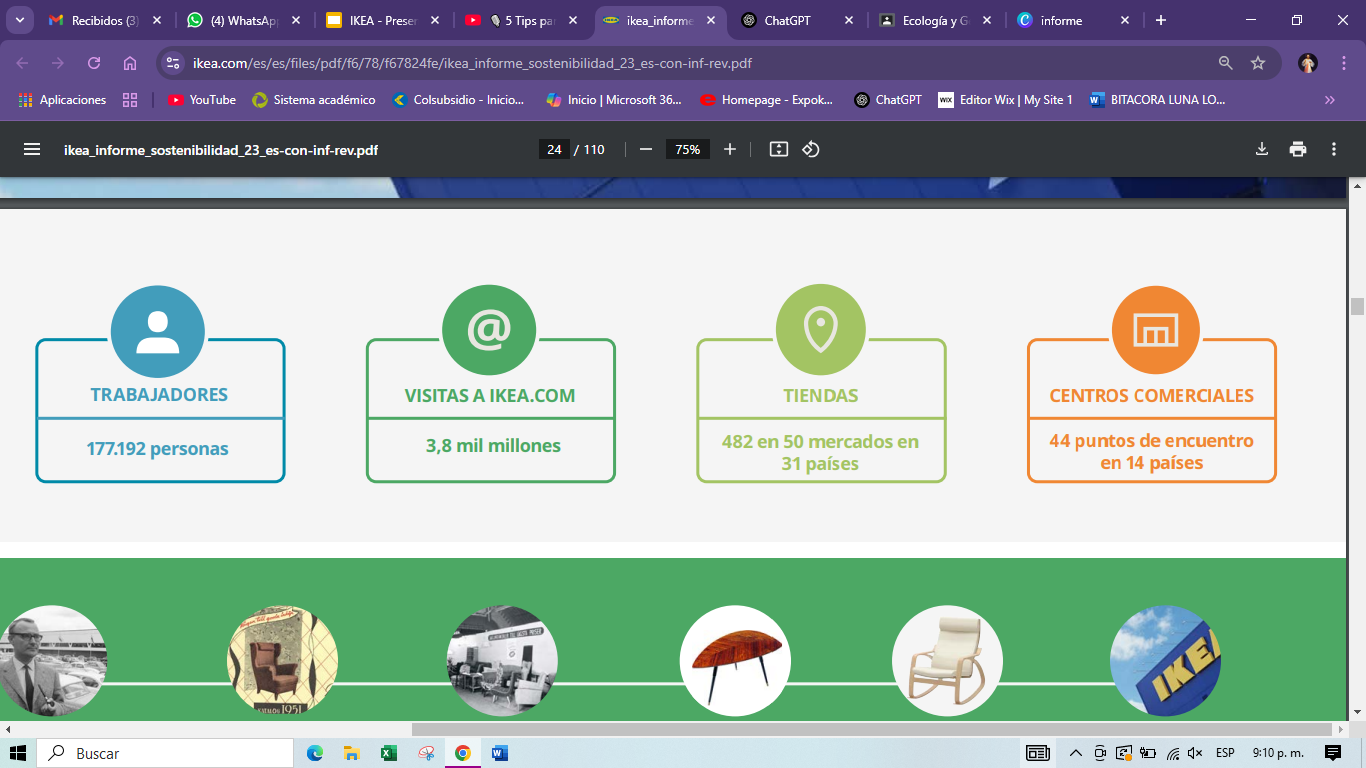 Recibidos (3)
(4) WhatsApp
IKEA - Presen
5 Tips par
ikea_informe
ChatGPT
Ecología y G
informe
ikea.com/es/es/files/pdf/f6/78/f67824fe/ikea_informe_sostenibilidad_23_es-con-inf-rev.pdf
Aplicaciones
YouTube
Sistema académico
Colsubsidio - Inicio...
Inicio | Microsoft 36...
Homepage - Expok...
ChatGPT
WIX
Editor Wix | My Site 1
BITACORA LUNA LO...
ikea_informe_sostenibilidad_23_es-con-inf-rev.pdf
24 / 110
75%
@
TRABAJADORES
177.192 personas
VISITAS A IKEA.COM
3,8 mil millones
TIENDAS
482 en 50 mercados en
31 países
CENTROS COMERCIALES
44 puntos de encuentro
en 14 países
1951
IKEA
Buscar
ESP
9:10 p. m.